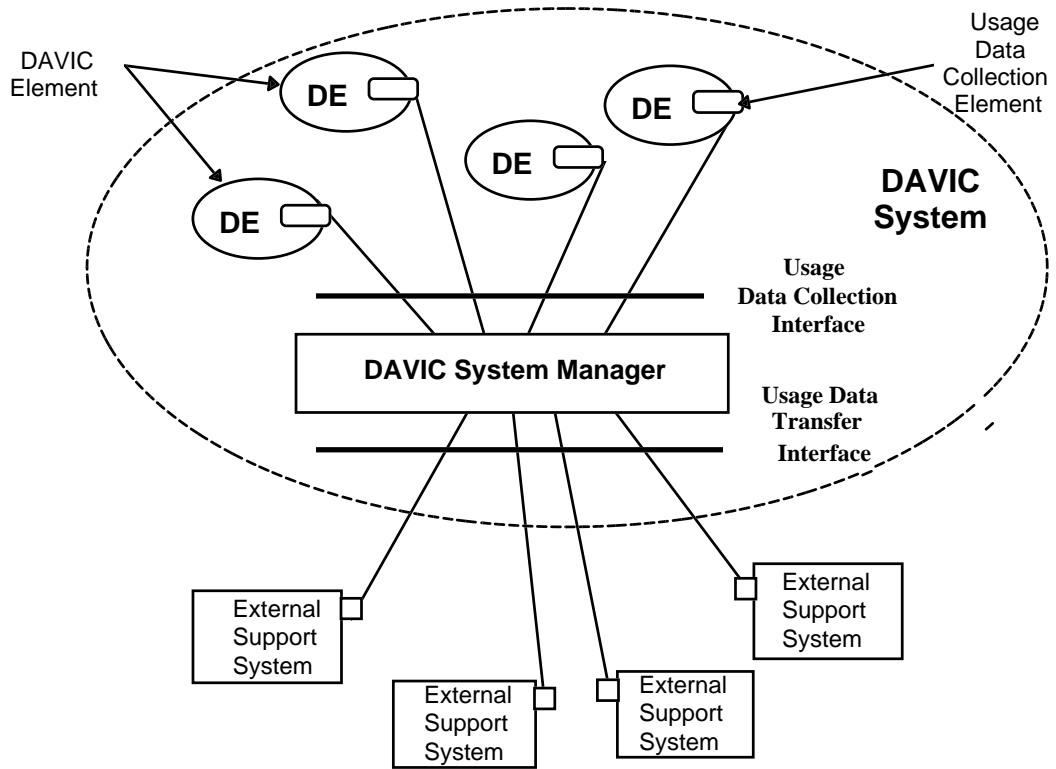 DAVIC
Element
Usage
Data
Collection
Element
DE
DE
DE
DE
DAVIC
System
Usage
Data Collection
Interface
DAVIC System Manager
Usage Data
Transfer
Interface
External
Support
System
External
Support
System
External
Support
System
External
Support
System